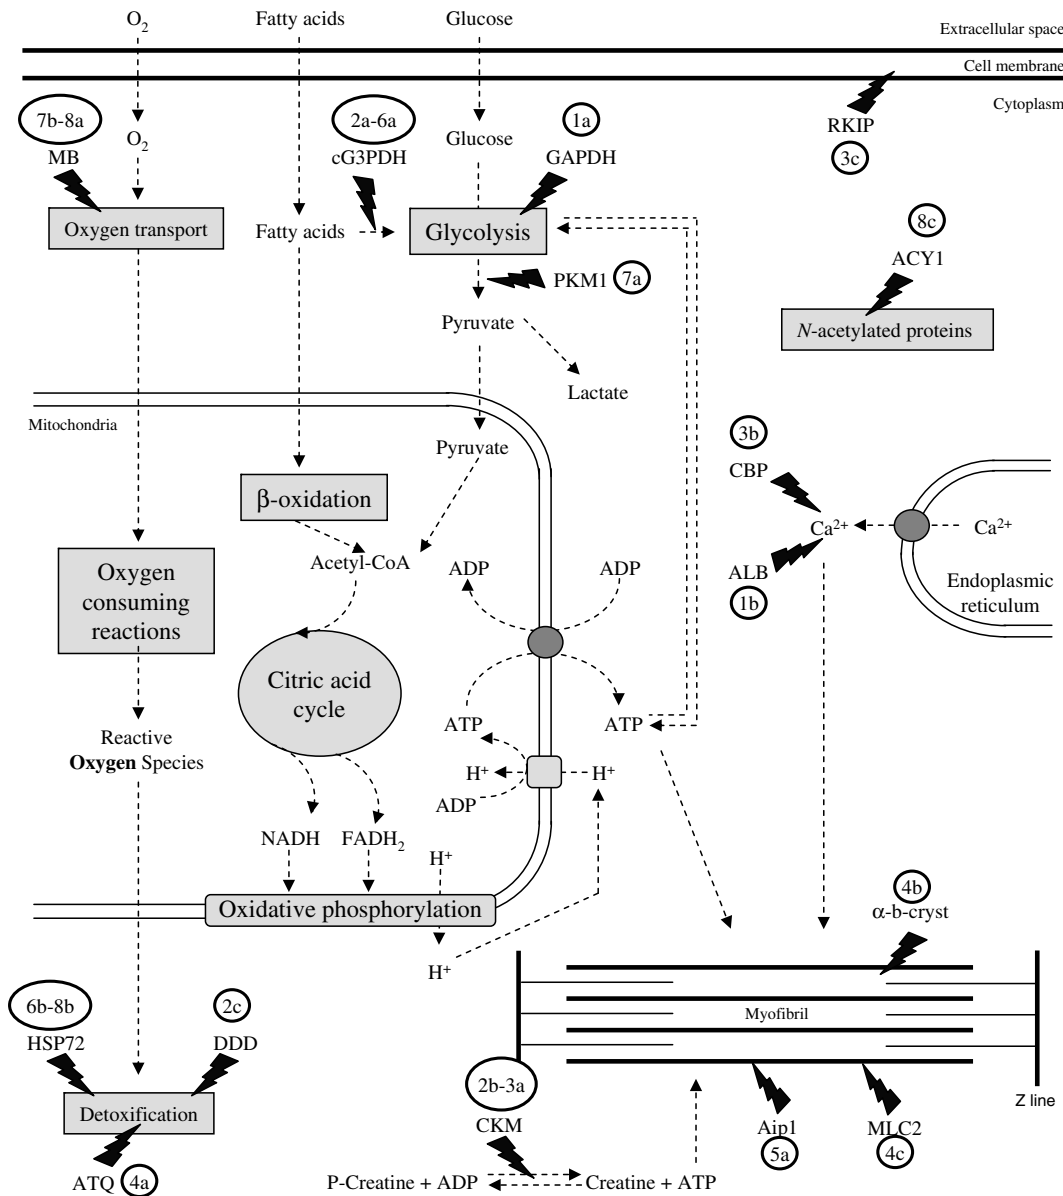 O2
Fatty acids
Glucose
Extracellular space
Cell membrane
Cytoplasm
7b-8a
MB
O2
2a-6a
cG3PDH
Glucose
1a
GAPDH
RKIP
3c
Oxygen transport
Fatty acids
Glycolysis
8c
ACY1
PKM1
7a
Pyruvate
N-acetylated proteins
Lactate
Mitochondria
Pyruvate
3b
CBP
β-oxidation
Ca2+
Ca2+
Acetyl-CoA
ADP
ADP
ALB
1b
Endoplasmic
reticulum
Oxygen
consuming
reactions
Citric acid
cycle
ATP
ATP
Reactive
Oxygen Species
H+
H+
ADP
NADH
FADH2
H+
Oxidative phosphorylation
H+
4b
α-b-cryst
Myofibril
6b-8b
HSP72
2c
DDD
Detoxification
ATQ
4a
2b-3a
CKM
Z line
Aip1
5a
MLC2
4c
P-Creatine + ADP
Creatine + ATP